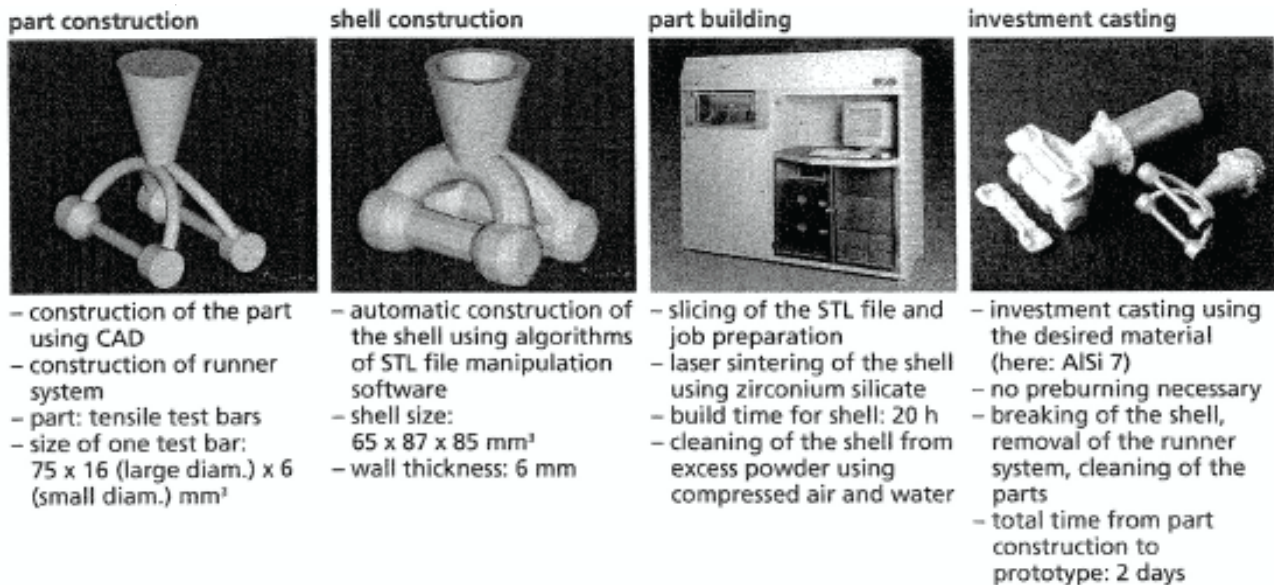 part construction
– construction of the part
using CAD
– construction of runner
system
– part: tensile test bars
– size of one test bar:
75 x 16 (large diam.) x 6
(small diam.) mm³
shell construction
– automatic construction of
the shell using algorithms
of STL file manipulation
software
– shell size:
65 x 87 x 85 mm³
– wall thickness: 6 mm
part building
– slicing of the STL file and
job preparation
– laser sintering of the shell
using zirconium silicate
– build time for shell: 20 h
– cleaning of the shell from
excess powder using
compressed air and water
investment casting
– investment casting using
the desired material
(here: AlSi 7)
– no preburning necessary
– breaking of the shell,
removal of the runner
system, cleaning of the
parts
– total time from part
construction to
prototype: 2 days